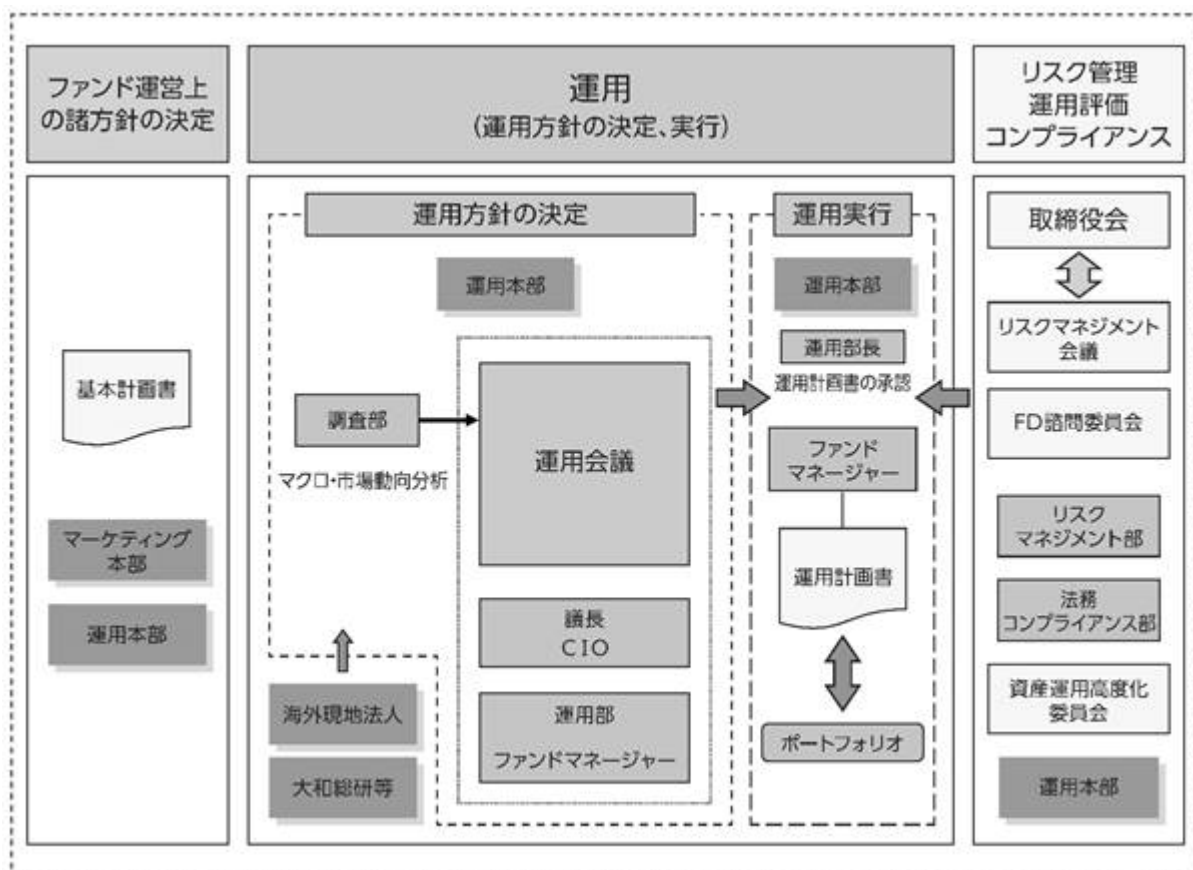 ファンド運営上
の諸方針の決定
基本計画書
マーケティング
本部
運用本部
運用
(運用方針の決定、実行)
運用方針の決定
運用本部
調査部
マクロ・市場動向分析
運用会議
議長
CIO
運用部
ファンドマネージャー
海外現地法人
大和総研等
運用実行
運用本部
運用部長
運用計画書の承認
ファンド
マネージャー
運用計画書
ポートフォリオ
リスク管理
運用評価
コンプライアンス
取締役会
リスクマネジメント
会議
FD諮問委員会
リスク
マネジメント部
法務
コンプライアンス部
資産運用高度化
委員会
運用本部